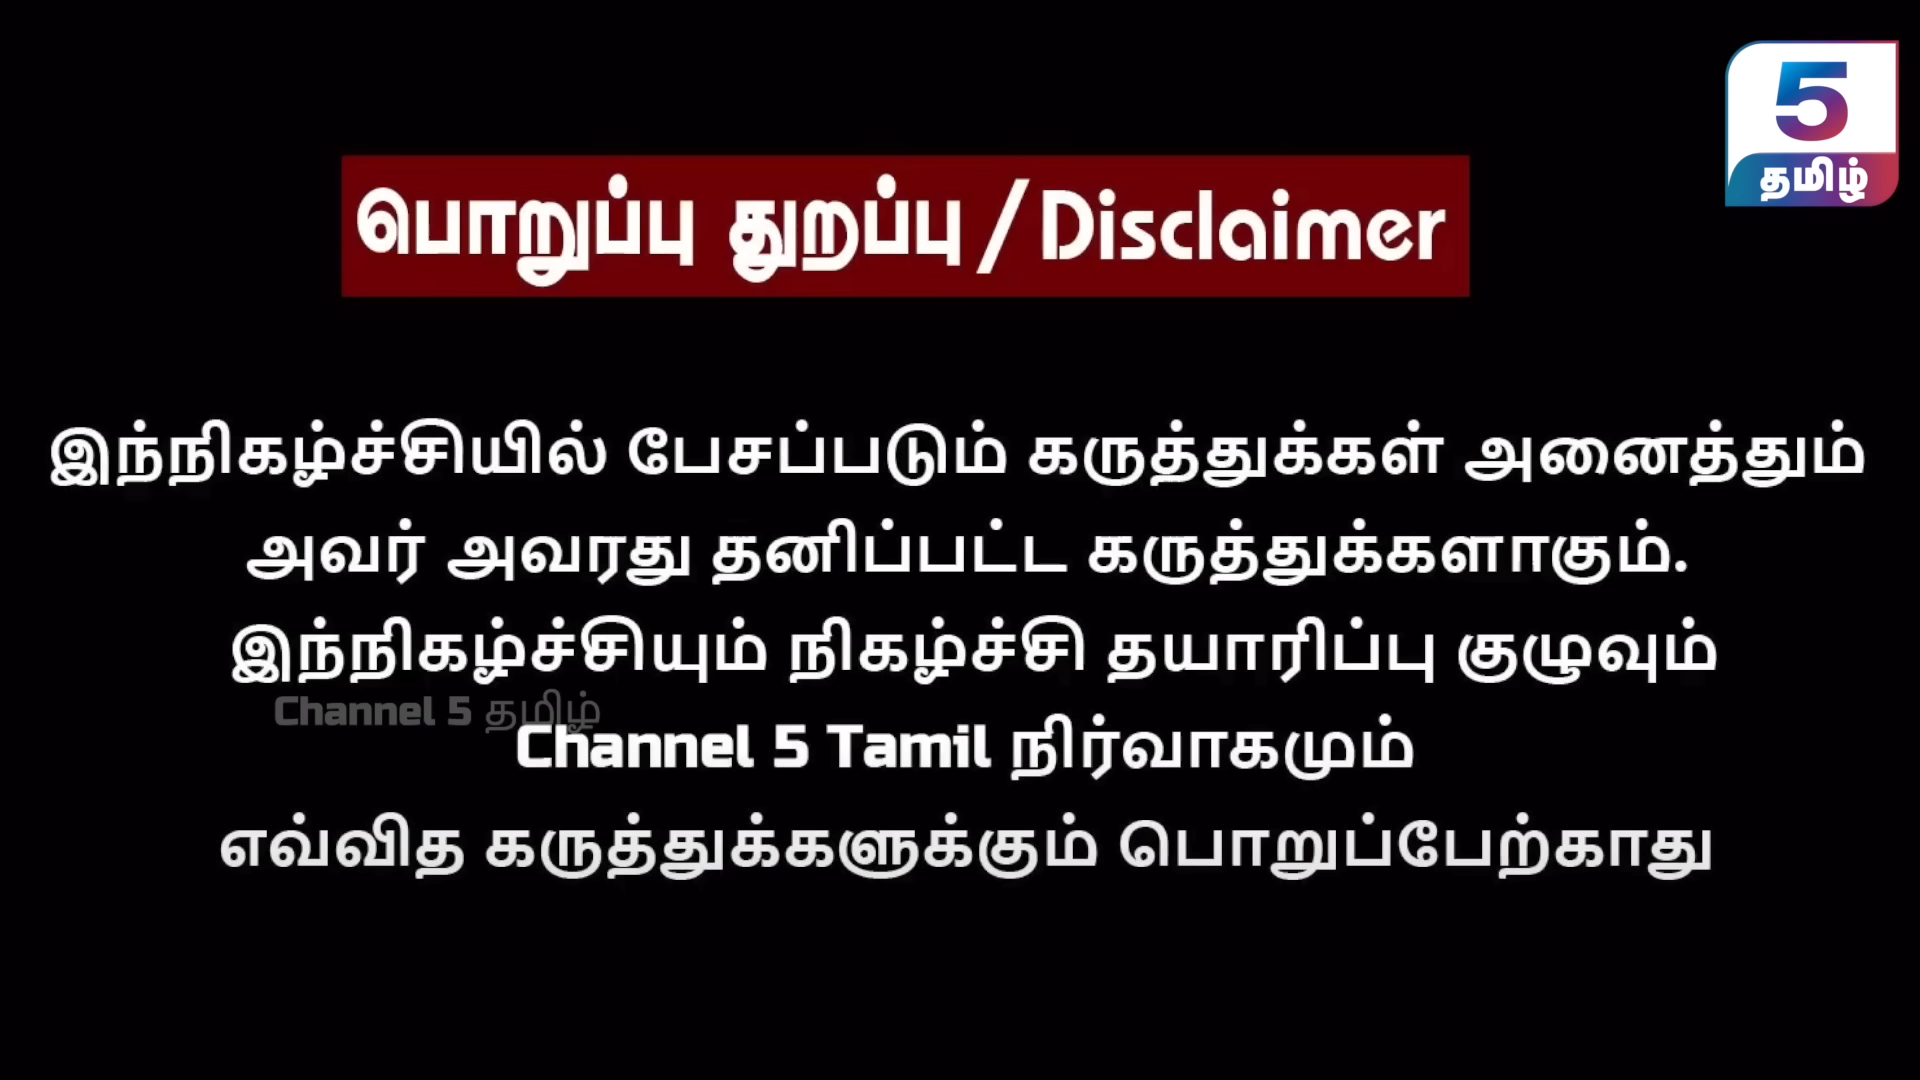 5
தமிழ்
பொறுப்பு துறப்பு/Disclaimer
இந்நிகழ்ச்சியில் பேசப்படும் கருத்துக்கள் அனைத்தும்
அவர் அவரது தனிப்பட்ட கருத்துக்களாகும்.
இந்நிகழ்ச்சியும் நிகழ்ச்சி தயாரிப்பு குழுவும்
Channel 5 தமிழ்
Channel 5 Tamil நிர்வாகமும்
எவ்வித கருத்துக்களுக்கும் பொறுப்பேற்காது